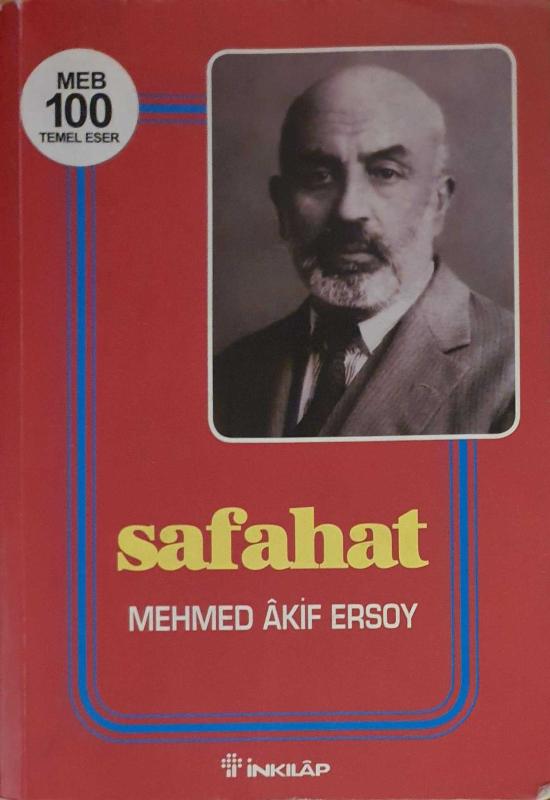 MEB
100
TEMEL ESER
safahat
MEHMED ÂKİF ERSOY
İNKILÂP